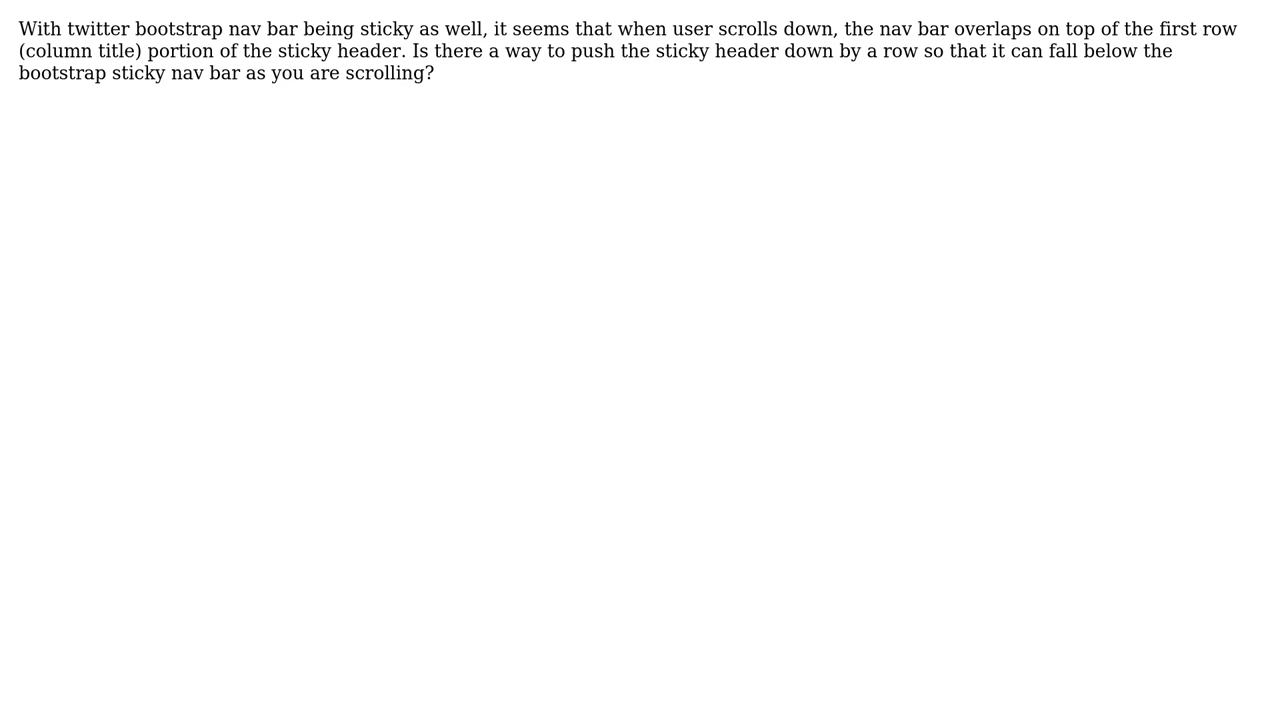 With twitter bootstrap nav bar being sticky as well, it seems that when user scrolls down, the nav bar overlaps on top of the first row
(column title) portion of the sticky header. Is there a way to push the sticky header down by a row so that it can fall below the
bootstrap sticky nav bar as you are scrolling?